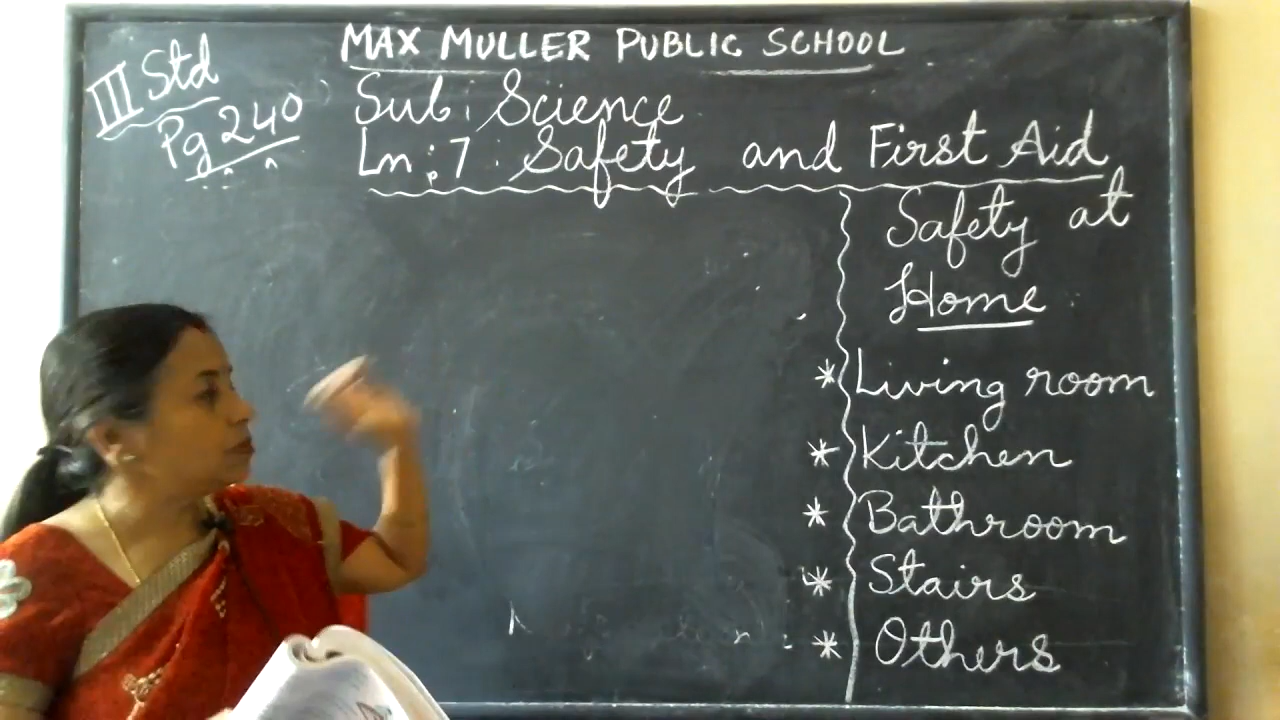 MAX MULLER PUBLIC SCHOOL
III Std
Pg 240
Sub: Science
Ln: 7: Safety and First Aid
Safety at
Home
* Living room
* Kitchen
* Bathroom
* Stairs
* Others